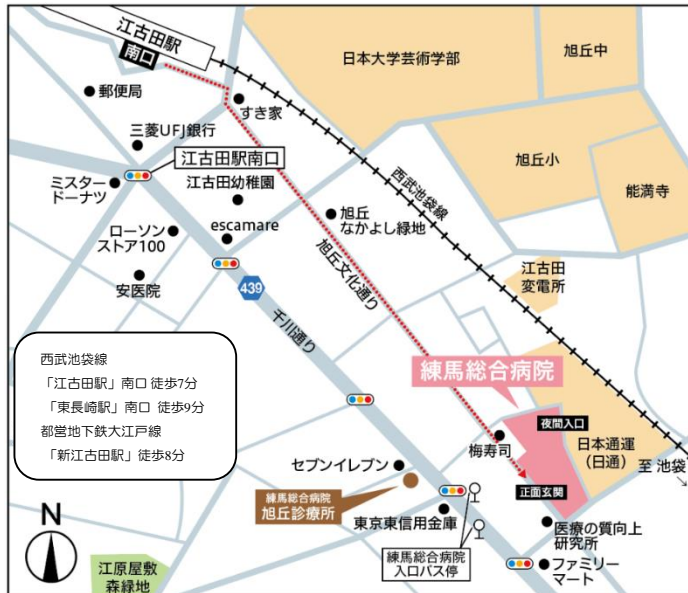 江古田駅
南口
日本大学芸術学部
旭丘中
郵便局
すき家
三菱UFJ銀行
江古田駅南口
旭丘小
西武池袋線
能満寺
ミスター
ドーナツ
江古田幼稚園
旭丘
なかよし緑地
ローソン
ストア100
escamare
旭丘文化通り
安医院
439
江古田
変電所
千川通り
西武池袋線
「江古田駅」南口 徒歩7分
「東長崎駅」南口 徒歩9分
都営地下鉄大江戸線
「新江古田駅」徒歩8分
練馬総合病院
夜間入口
梅寿司
日本通運
(日通)
至 池袋
セブンイレブン
練馬総合病院
旭丘診療所
正面玄関
東京東信用金庫
医療の質向上
研究所
練馬総合病院
入口バス停
ファミリー
マート
N
江原屋敷
森緑地